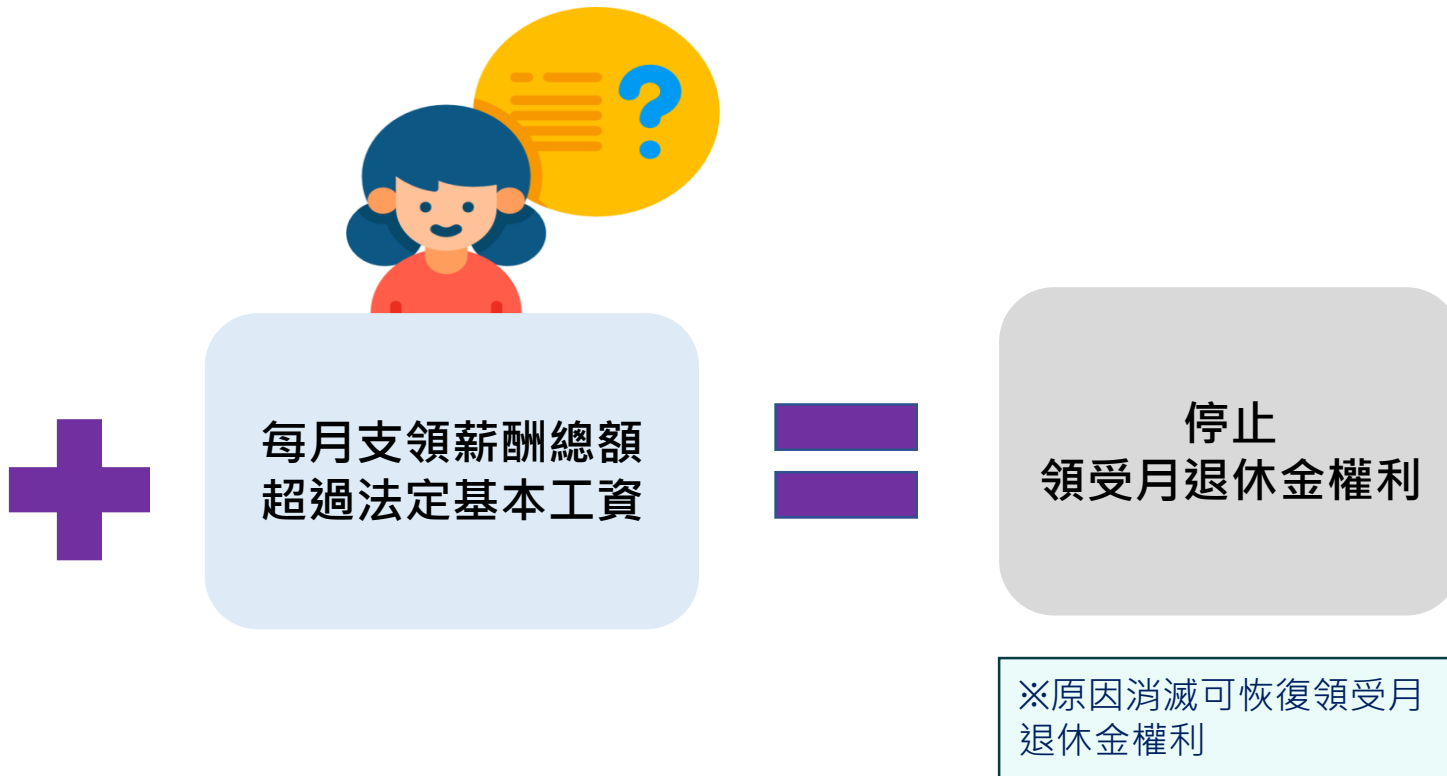 每月支領薪酬總額
超過法定基本工資
停止
領受月退休金權利
※原因消滅可恢復領受月
退休金權利